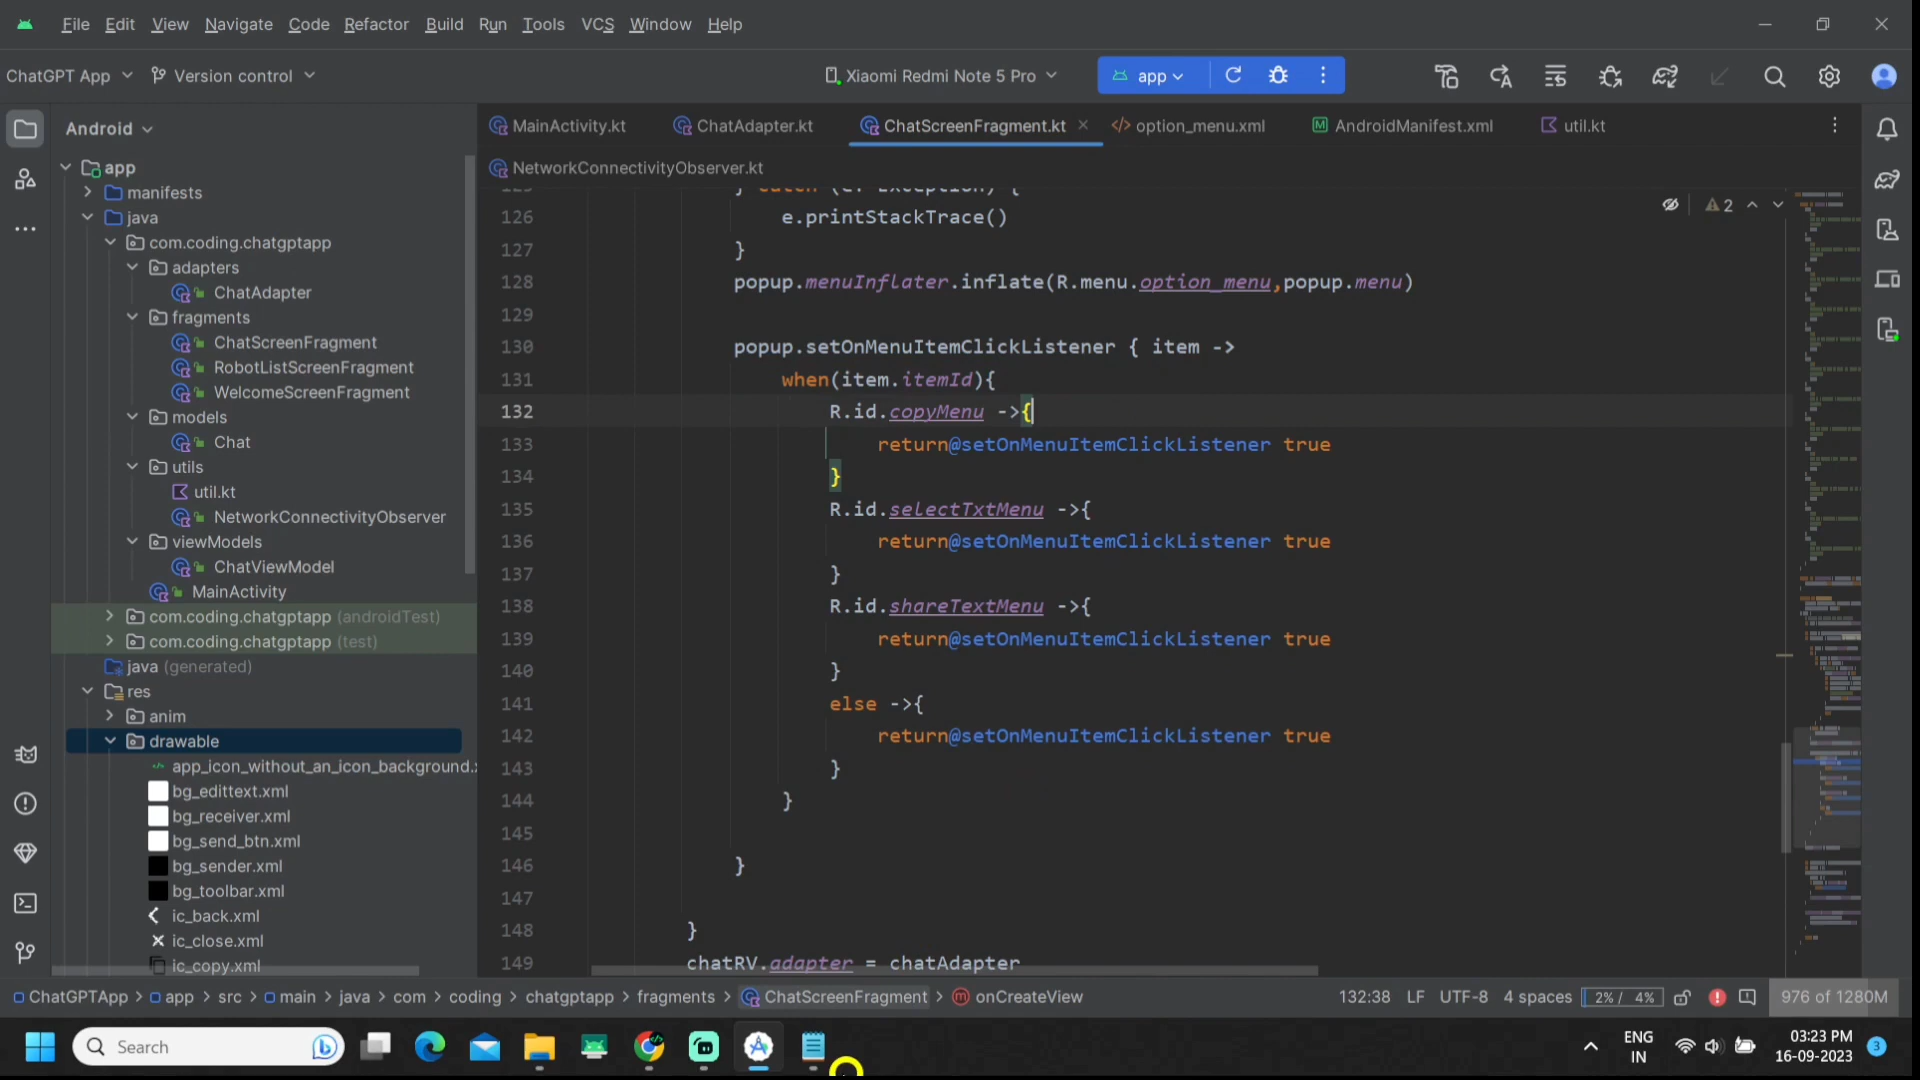 File Edit View Navigate Code Refactor Build Run Tools VCS Window Help
ChatGPT App Version control Xiaomi Redmi Note 5 Pro app
Android
MainActivity.kt ChatAdapter.kt ChatScreenFragment.kt option_menu.xml AndroidManifest.xml util.kt
NetworkConnectivityObserver.kt
2
app
manifests
java
com.coding.chatgptapp
adapters
ChatAdapter
fragments
ChatScreenFragment
RobotListScreenFragment
WelcomeScreenFragment
models
Chat
utils
util.kt
NetworkConnectivityObserver
viewModels
ChatViewModel
MainActivity
com.coding.chatgptapp (androidTest)
com.coding.chatgptapp (test)
java (generated)
res
anim
drawable
app_icon_without_an_icon_background.
bg_edittext.xml
bg_receiver.xml
bg_send_btn.xml
bg_sender.xml
bg_toolbar.xml
ic_back.xml
ic_close.xml
ic_copy.xml
125 } catch (e: Exception) {
126 e.printStackTrace()
127 }
128 popup.menuInflater.inflate(R.menu.option_menu,popup.menu)
129
130 popup.setOnMenuItemClickListener { item ->
131 when(item.itemId){
132 R.id.copyMenu ->{
133 return@setOnMenuItemClickListener true
134 }
135 R.id.selectTxtMenu ->{
136 return@setOnMenuItemClickListener true
137 }
138 R.id.shareTextMenu ->{
139 return@setOnMenuItemClickListener true
140 }
141 else ->{
142 return@setOnMenuItemClickListener true
143 }
144 }
145
146 }
147
148 }
149 chatRV.adapter = chatAdapter
ChatGPTApp > app > src > main > java > com > coding > chatgptapp > fragments > ChatScreenFragment > onCreateView 132:38 LF UTF-8 4 spaces 2% / 4% 976 of 1280M
Search
ENG
IN
03:23 PM
16-09-2023
3